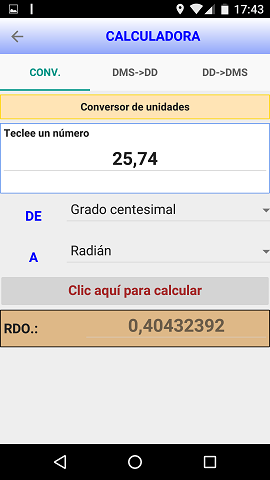 17:43
CALCULADORA
CONV. DMS->DD DD->DMS
Conversor de unidades
Teclee un número
25,74
DE Grado centesimal
A Radián
Clic aquí para calcular
RDO.: 0,40432392